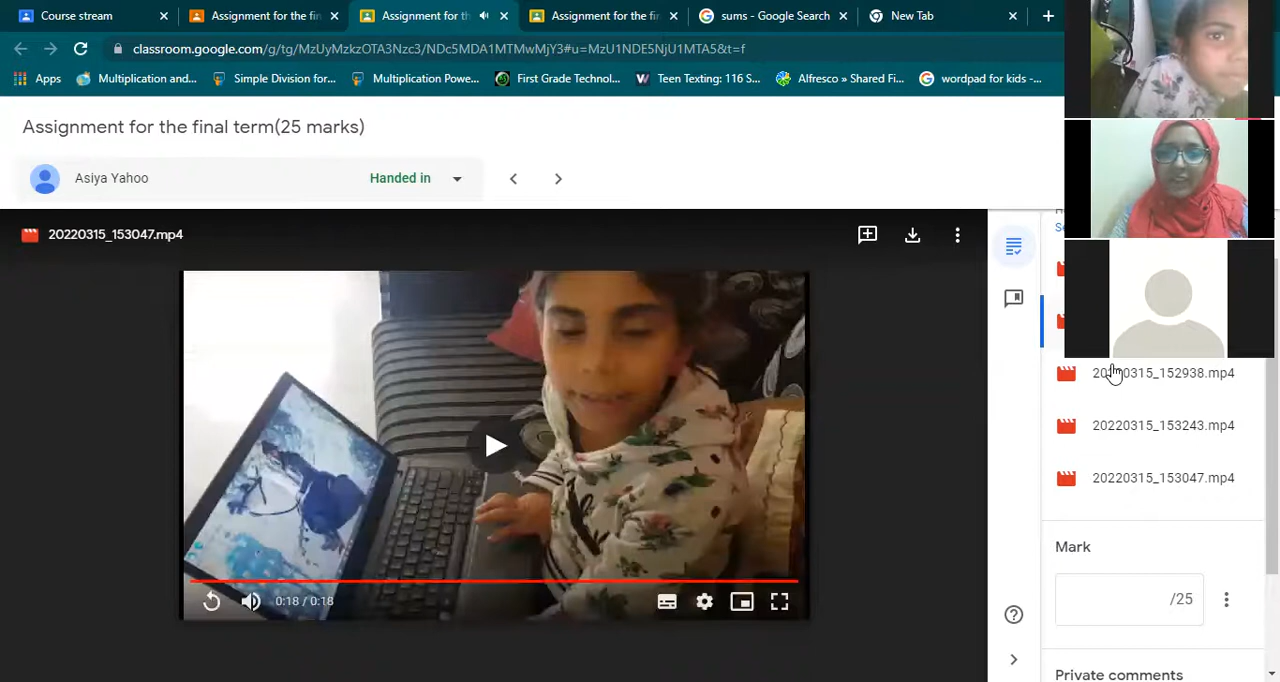 Course stream
Assignment for the fin
Assignment for th
Assignment for the fin
sums - Google Search
New Tab
classroom.google.com/g/tg/MzUyMzkzOTA3Nzc3/NDc5MDA1MTMwMjY3#u=MzU1NDE5NjU1MTA5&t=f
Apps
Multiplication and...
Simple Division for...
Multiplication Powe...
First Grade Technol...
Teen Texting: 116 S...
Alfresco » Shared Fi...
wordpad for kids -...
Assignment for the final term(25 marks)
Asiya Yahoo
Handed in
20220315_153047.mp4
0:18 / 0:18
20220315_152938.mp4
20220315_153243.mp4
20220315_153047.mp4
Mark
/25
Private comments